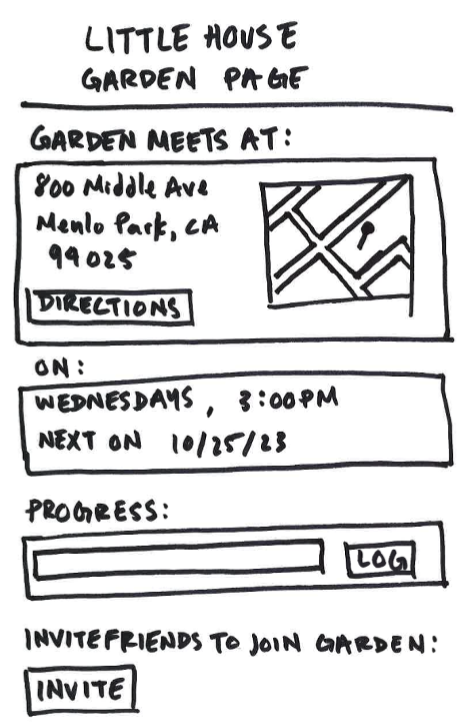 LITTLE HOUSE
GARDEN PAGE
GARDEN MEETS AT:
800 Middle Ave
Menlo Park, CA
94025
DIRECTIONS
ON:
WEDNESDAYS, 3:00PM
NEXT ON 10/25/23
PROGRESS:
LOG
INVITE FRIENDS TO JOIN GARDEN:
INVITE